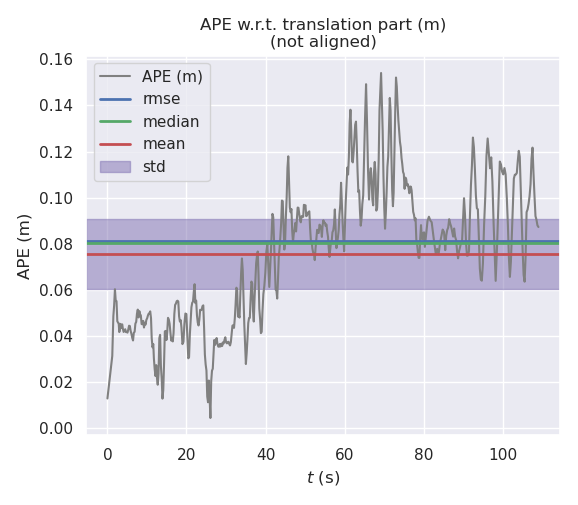 APE w.r.t. translation part (m)
(not aligned)
0.16
0.14
0.12
0.10
0.08
0.06
0.04
0.02
0.00
APE (m)
APE (m)
rmse
median
mean
std
0 20 40 60 80 100
t (s)